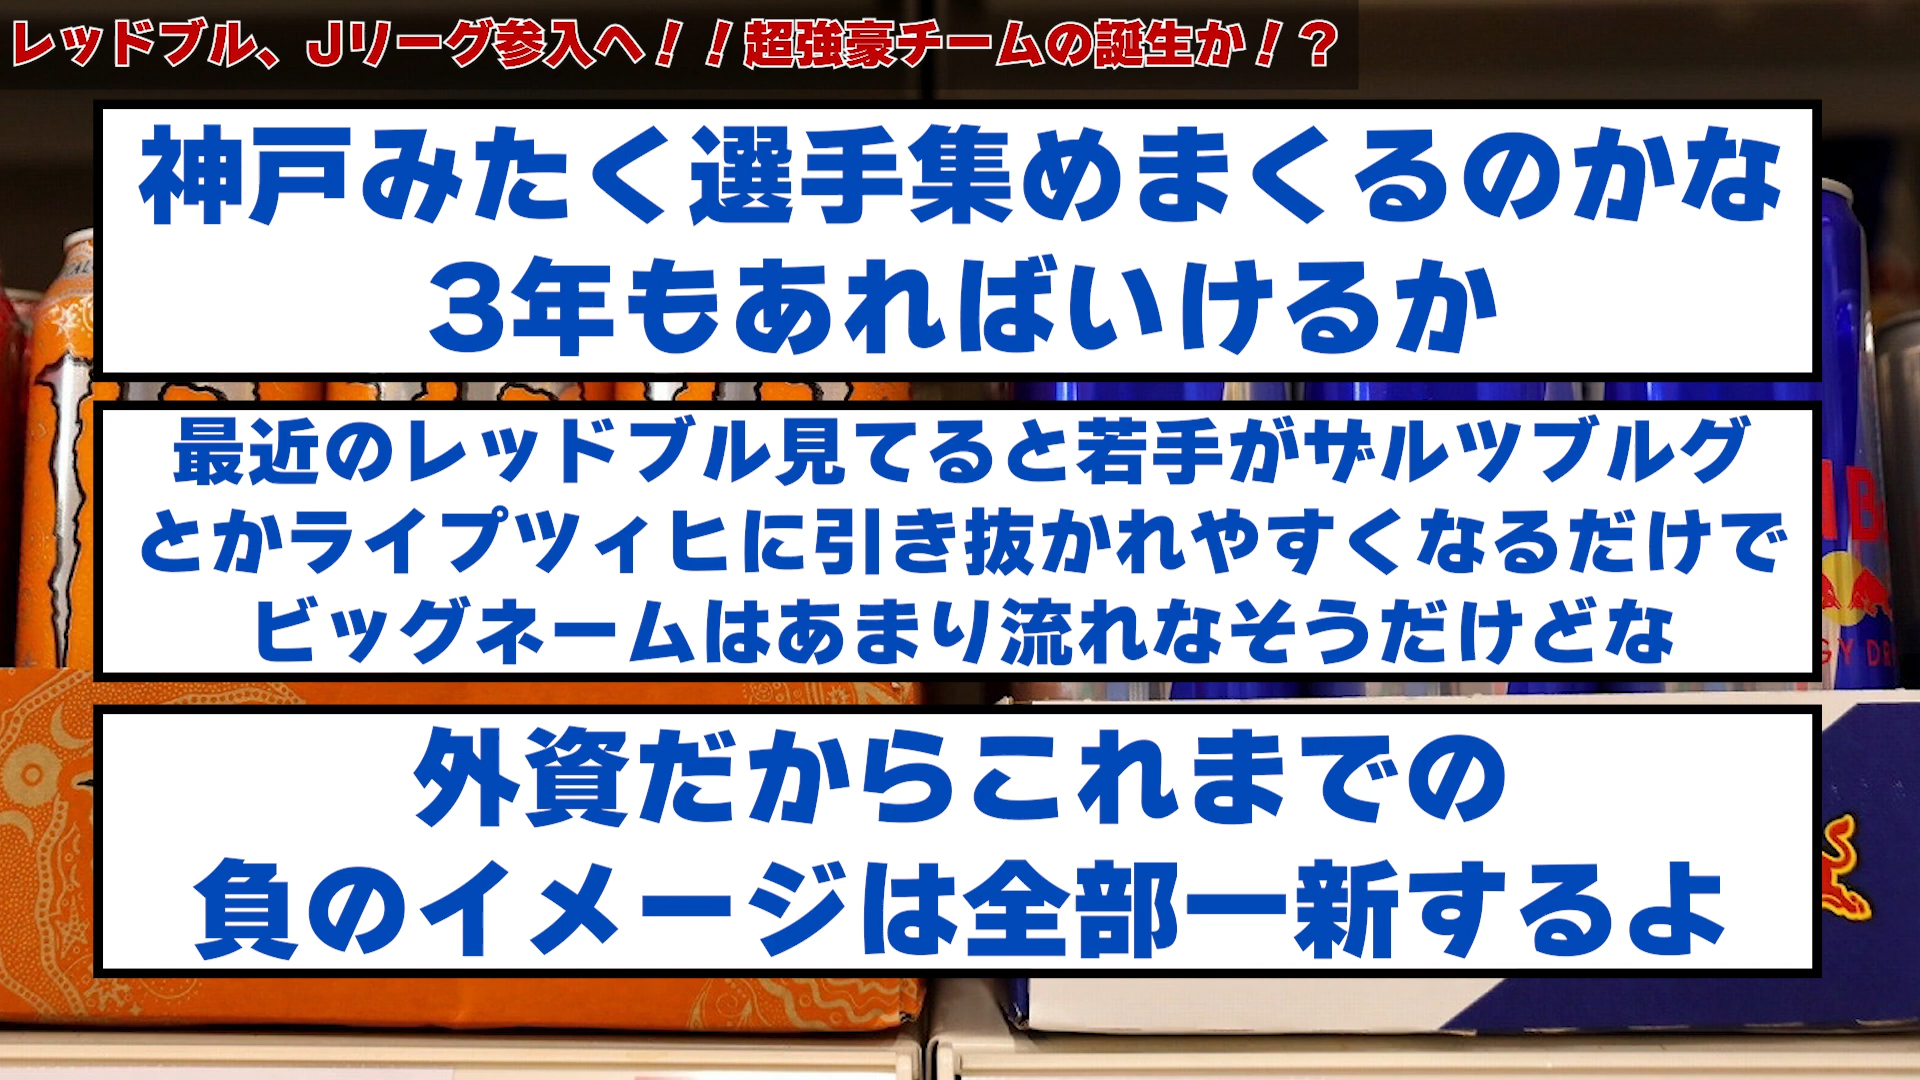 レッドブル、Jリーグ参入へ！！超強豪チームの誕生か！？
神戸みたく選手集めまくるのかな
3年もあればいけるか
最近のレッドブル見てると若手がザルツブルグ
とかライプツィヒに引き抜かれやすくなるだけで
ビッグネームはあまり流れなそうだけどな
外資だからこれまでの
負のイメージは全部一新するよ